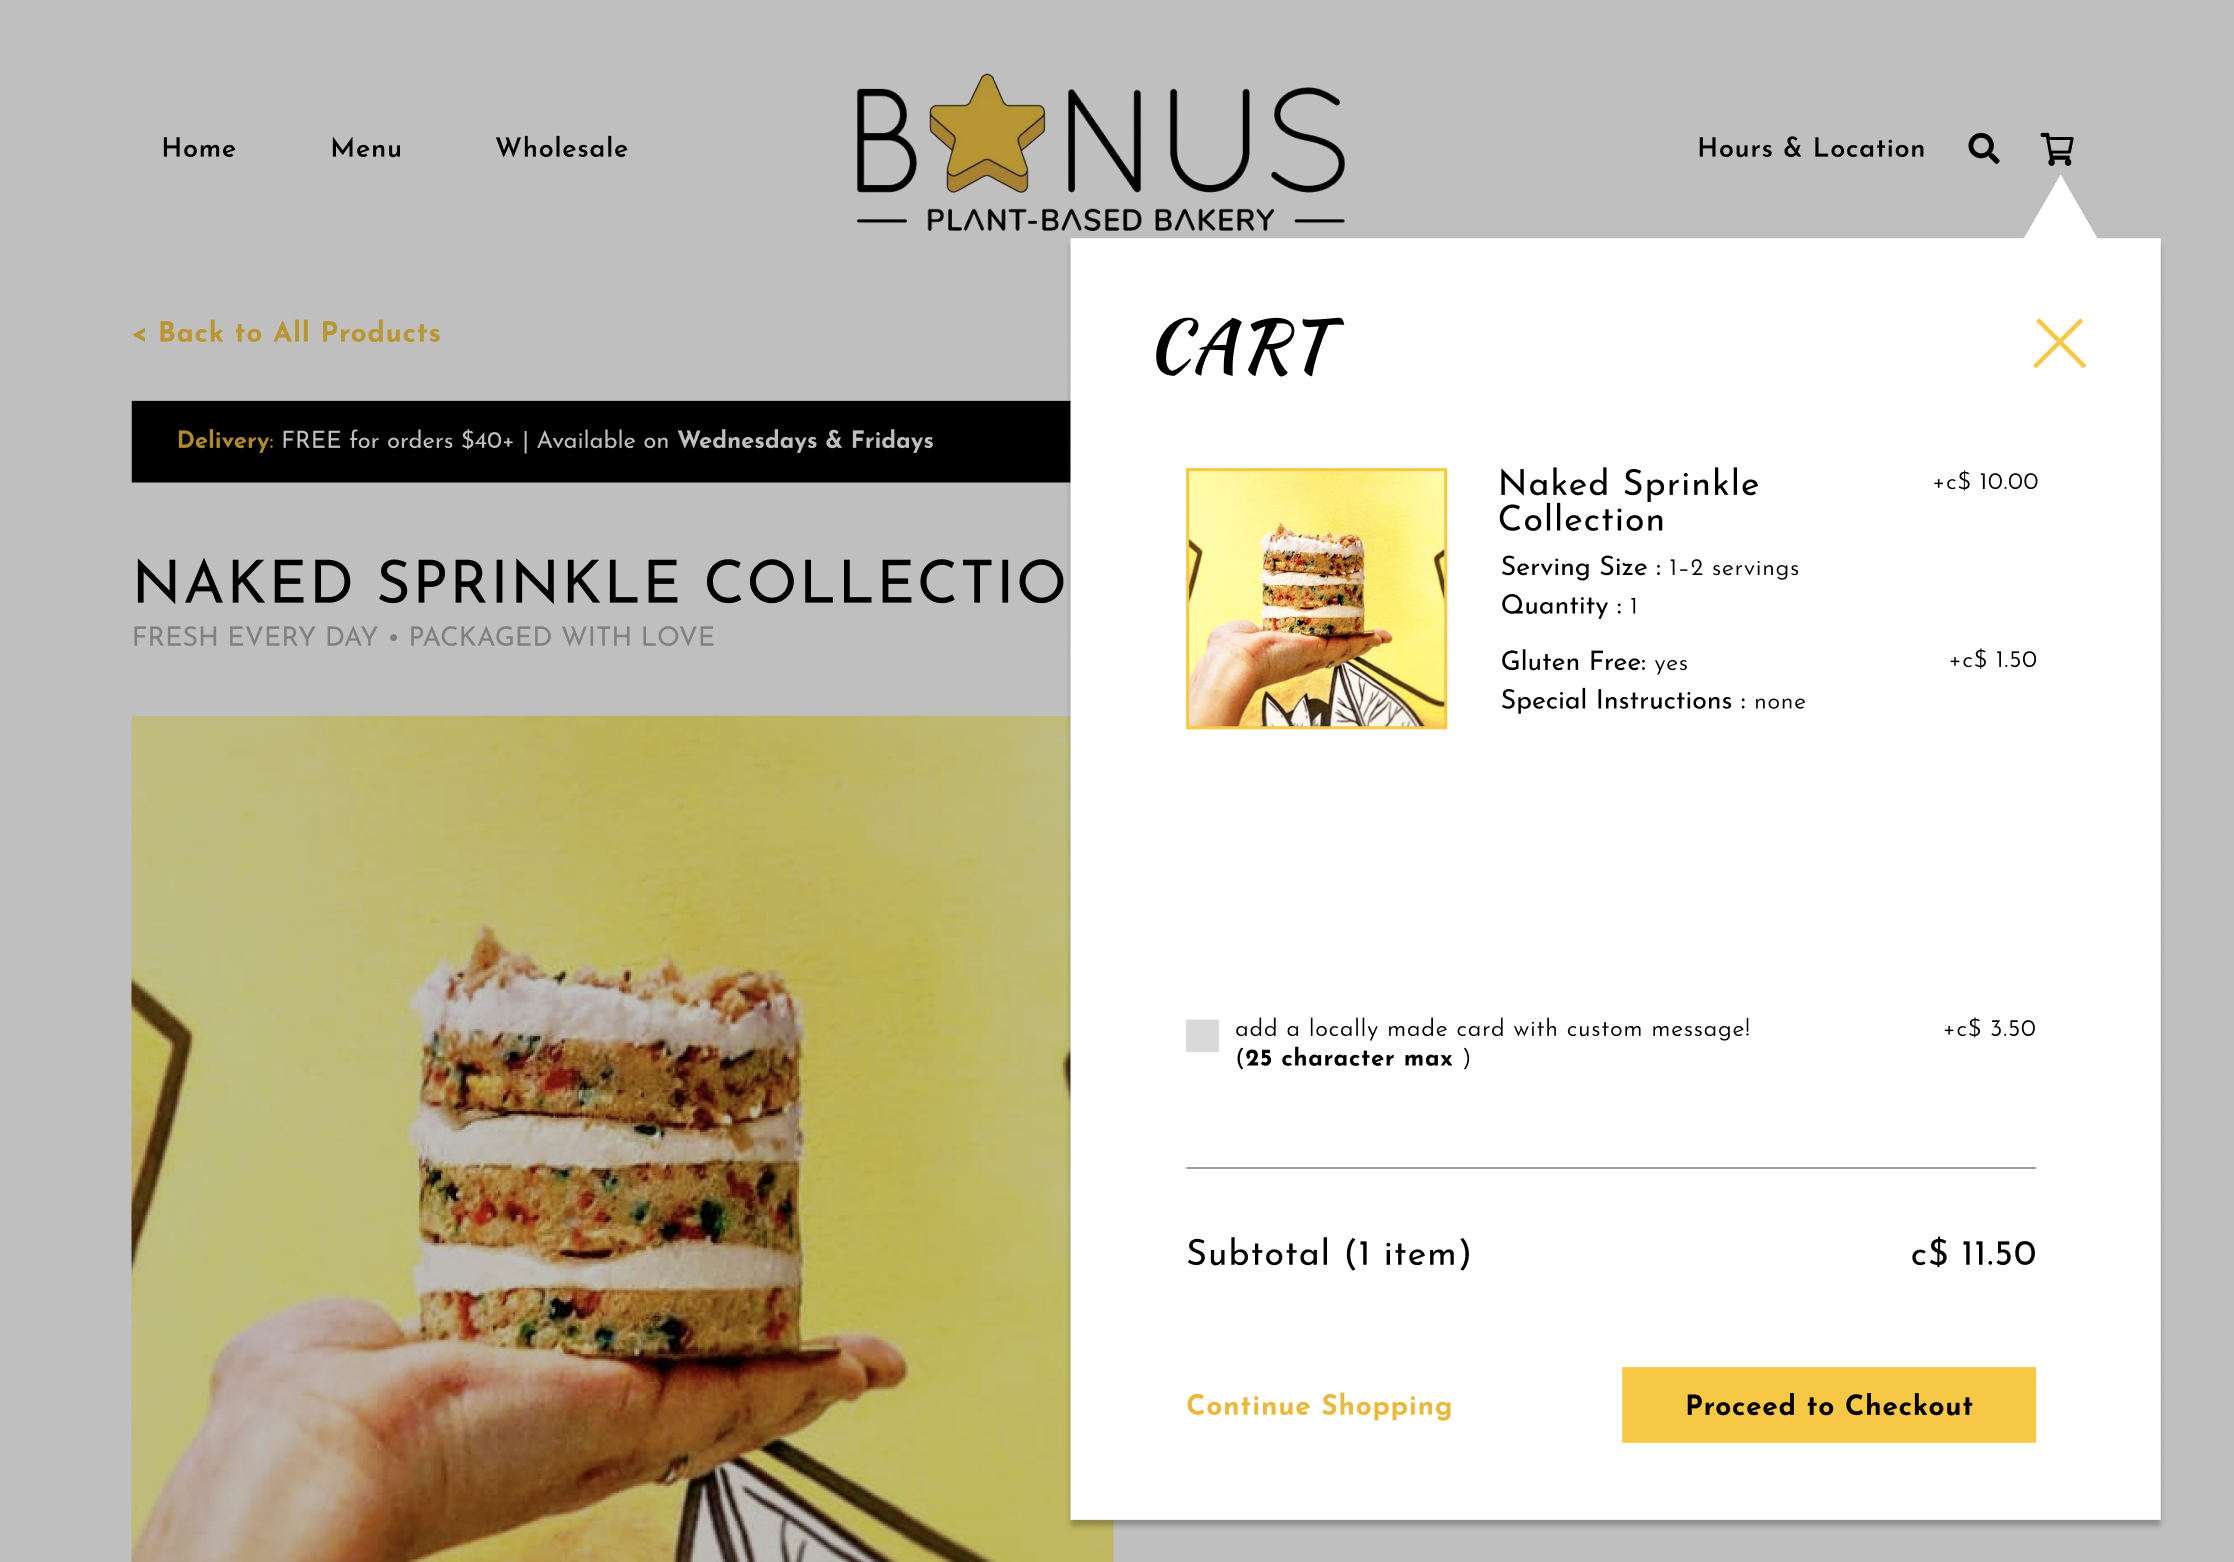 Home Menu Wholesale
B NUS
PLANT-BASED BAKERY
Hours & Location
< Back to All Products
Delivery: FREE for orders $40+ | Available on Wednesdays & Fridays
NAKED SPRINKLE COLLECTIO
FRESH EVERY DAY • PACKAGED WITH LOVE
CART
Naked Sprinkle +c$ 10.00
Collection
Serving Size : 1-2 servings
Quantity : 1
Gluten Free: yes +c$ 1.50
Special Instructions : none
add a locally made card with custom message! +c$ 3.50
(25 character max )
Subtotal (1 item) c$ 11.50
Continue Shopping Proceed to Checkout